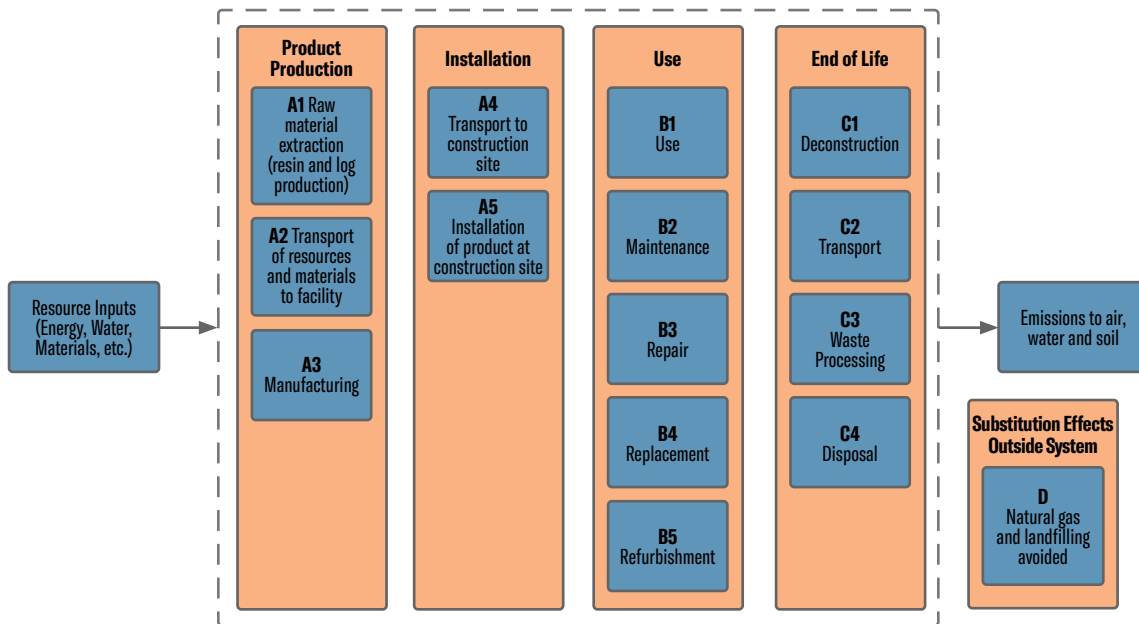 Resource Inputs
(Energy, Water,
Materials, etc.)
Product
Production
A1 Raw
material
extraction
(resin and log
production)
A2 Transport
of resources
and materials
to facility
A3
Manufacturing
Installation
A4
Transport to
construction
site
A5
Installation
of product at
construction site
Use
B1
Use
B2
Maintenance
B3
Repair
B4
Replacement
B5
Refurbishment
End of Life
C1
Deconstruction
C2
Transport
C3
Waste
Processing
C4
Disposal
Emissions to air,
water and soil
Substitution Effects
Outside System
D
Natural gas
and landfilling
avoided